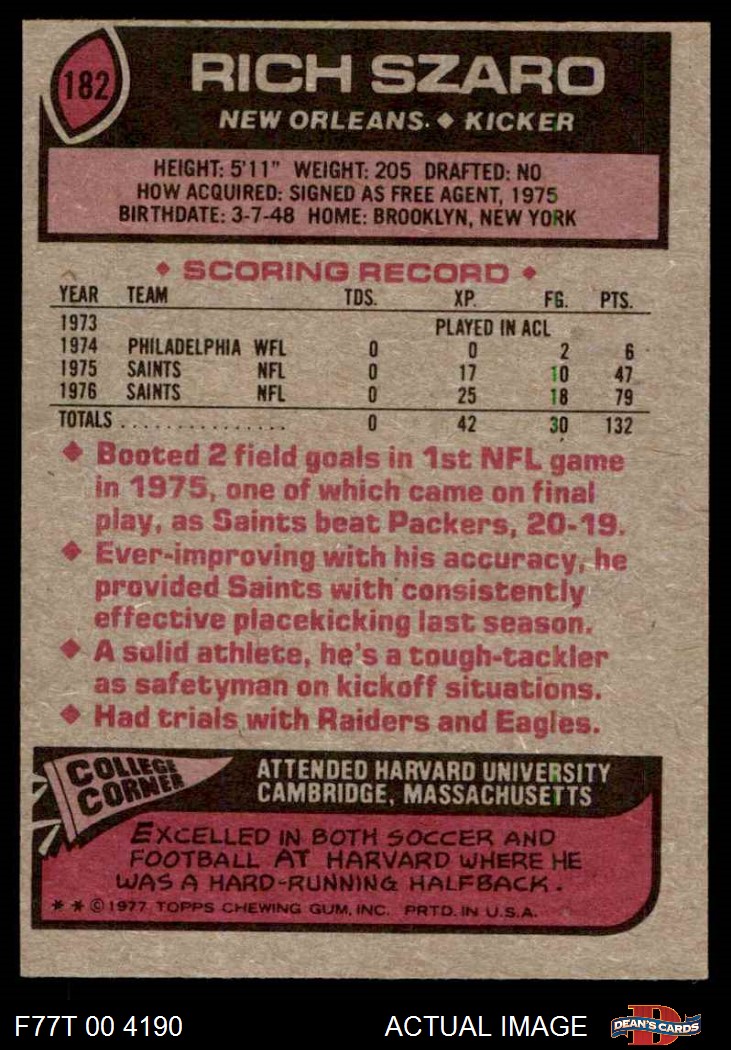 182
RICH SZARO
NEW ORLEANS. ◆ KICKER
HEIGHT: 5'11" WEIGHT: 205 DRAFTED: NO
HOW ACQUIRED: SIGNED AS FREE AGENT, 1975
BIRTHDATE: 3-7-48 HOME: BROOKLYN, NEW YORK
◆ SCORING RECORD ◆
YEAR TEAM TDS. XP. FG. PTS.
1973 PLAYED IN ACL
1974 PHILADELPHIA WFL 0 0 2 6
1975 SAINTS NFL 0 17 10 47
1976 SAINTS NFL 0 25 18 79
TOTALS ............... 0 42 30 132
◆ Booted 2 field goals in 1st NFL game
in 1975, one of which came on final
play, as Saints beat Packers, 20-19.
◆ Ever-improving with his accuracy, he
provided Saints with consistently
effective placekicking last season.
◆ A solid athlete, he's a tough-tackler
as safetyman on kickoff situations.
◆ Had trials with Raiders and Eagles.
COLLEGE
CORNER
ATTENDED HARVARD UNIVERSITY
CAMBRIDGE, MASSACHUSETTS
EXCELLED IN BOTH SOCCER AND
FOOTBALL AT HARVARD WHERE HE
WAS A HARD-RUNNING HALFBACK.
* * © 1977 TOPPS CHEWING GUM, INC. PRTD. IN U.S.A.
F77T 00 4190 ACTUAL IMAGE
D
DEAN'S CARDS